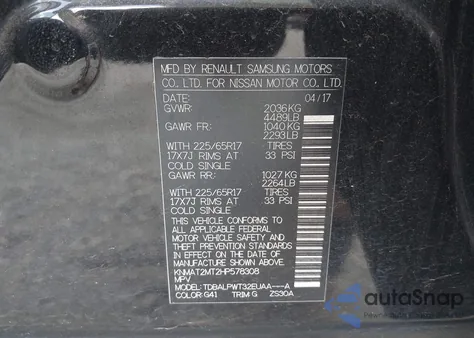 MFD BY RENAULT SAMSUNG MOTORS
CO., LTD. FOR NISSAN MOTOR CO., LTD.
DATE: 04/17
GVWR: 2036KG
4489LB
GAWR FR: 1040KG
2293LB
WITH 225/65R17 TIRES
17X7J RIMS AT 33 PSI
COLD SINGLE
GAWR RR: 1027KG
2264LB
WITH 225/65R17 TIRES
17X7J RIMS AT 33 PSI
COLD SINGLE
THIS VEHICLE CONFORMS TO
ALL APPLICABLE FEDERAL
MOTOR VEHICLE SAFETY AND
THEFT PREVENTION STANDARDS
IN EFFECT ON THE DATE OF
MANUFACTURE SHOWN ABOVE.
KNMAT2MT2HP578308
MPV
MODEL: TDBALPWT32EUAA---A
COLOR: G41 TRIM G ZS30A
autoSnap